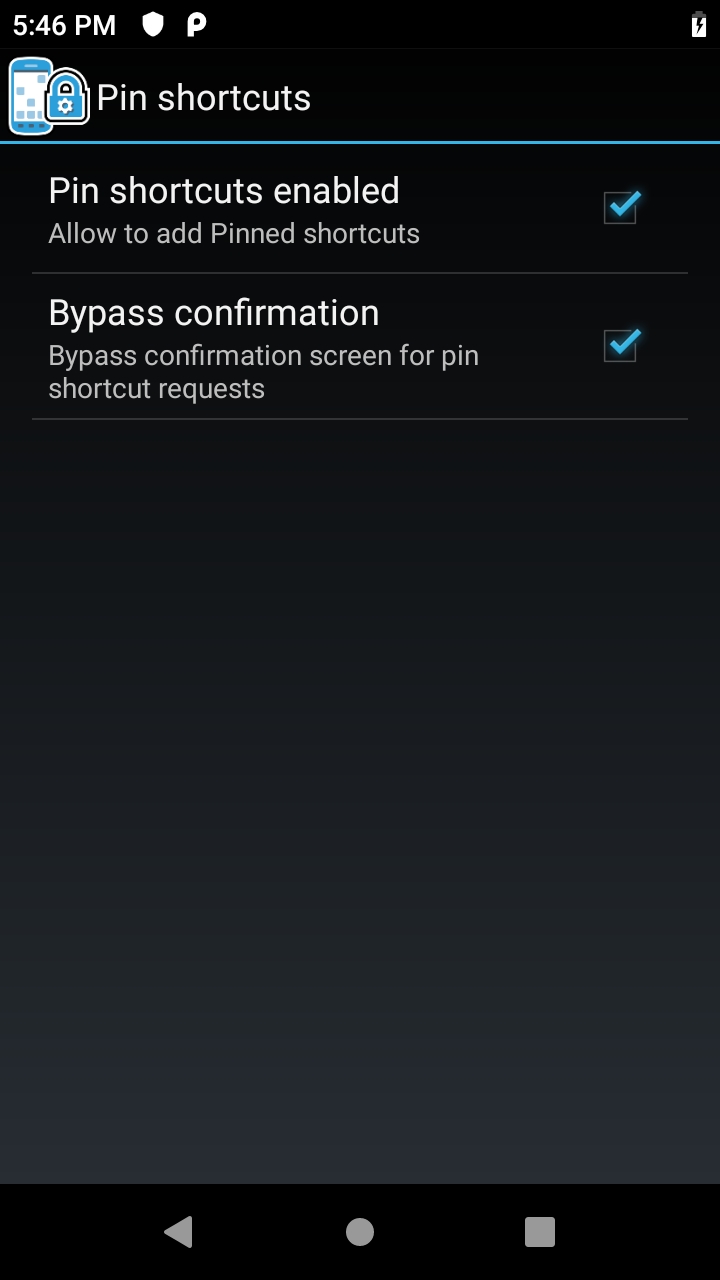 5:46 PM
Pin shortcuts
Pin shortcuts enabled
Allow to add Pinned shortcuts
Bypass confirmation
Bypass confirmation screen for pin
shortcut requests